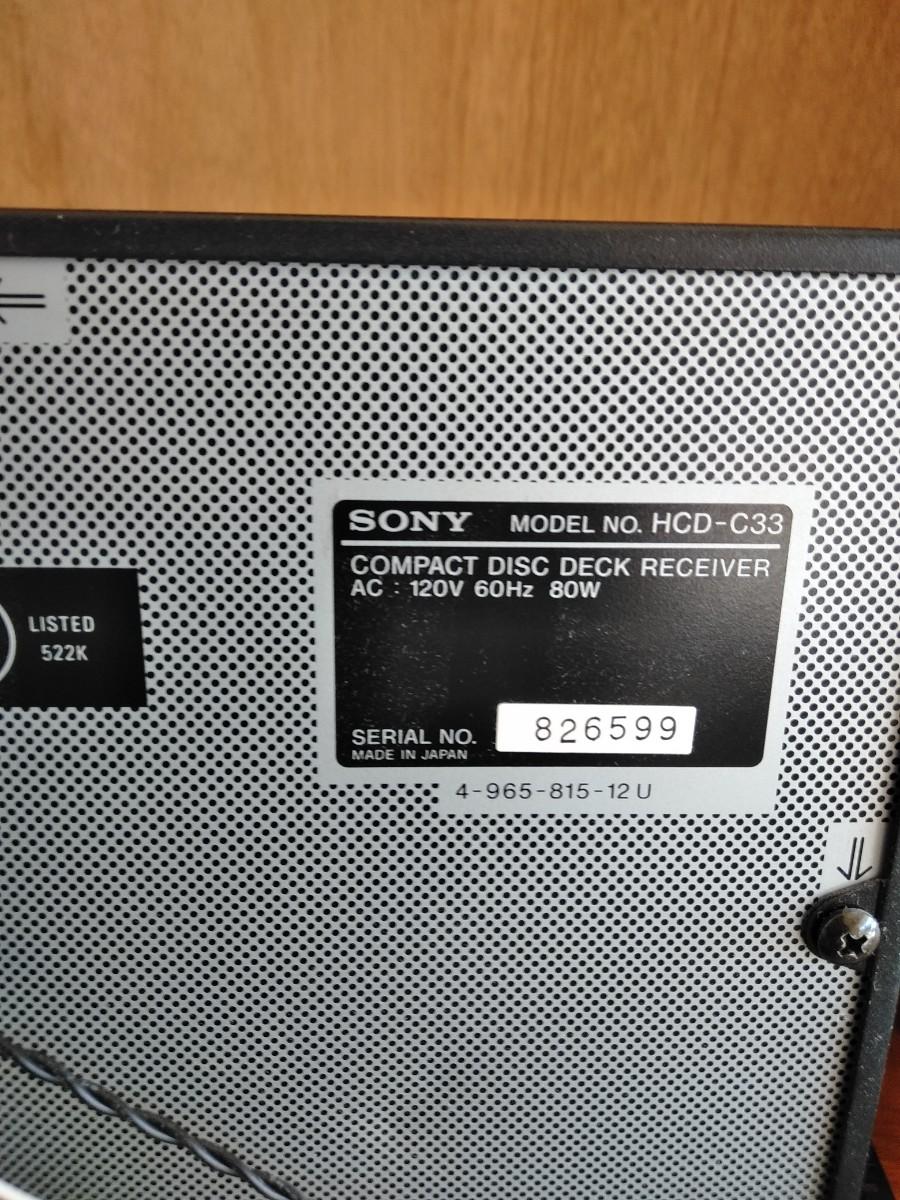 SONY MODEL NO. HCD-C33
COMPACT DISC DECK RECEIVER
AC : 120V 60Hz 80W
LISTED
522K
SERIAL NO. 826599
MADE IN JAPAN
4-965-815-12 U